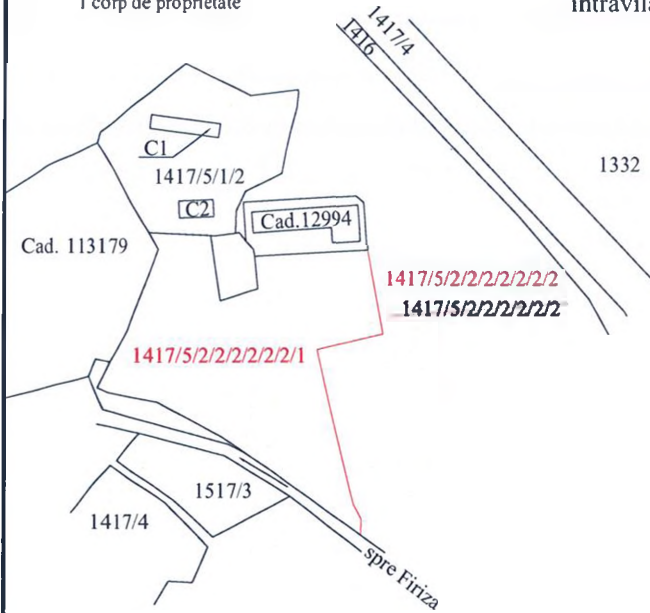 1 corp de proprietate
intravila
1417/4
1416
1332
C1
1417/5/1/2
C2
Cad.12994
Cad. 113179
1417/5/2/2/2/2/2/2/2
1417/5/2/2/2/2/2/2
1417/5/2/2/2/2/2/2/1
1517/3
1417/4
spre Firiza